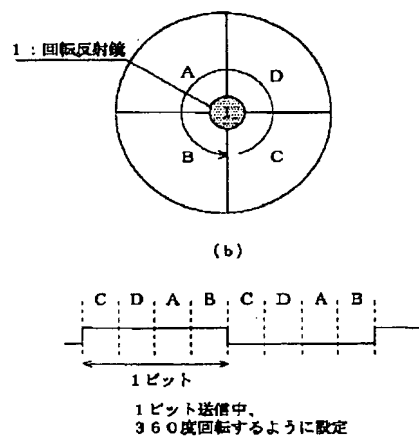 1：回転反射鏡
A
D
1
B
C
(b)
C D A B C D A B
1ビット
1ビット送信中、
360度回転するように設定